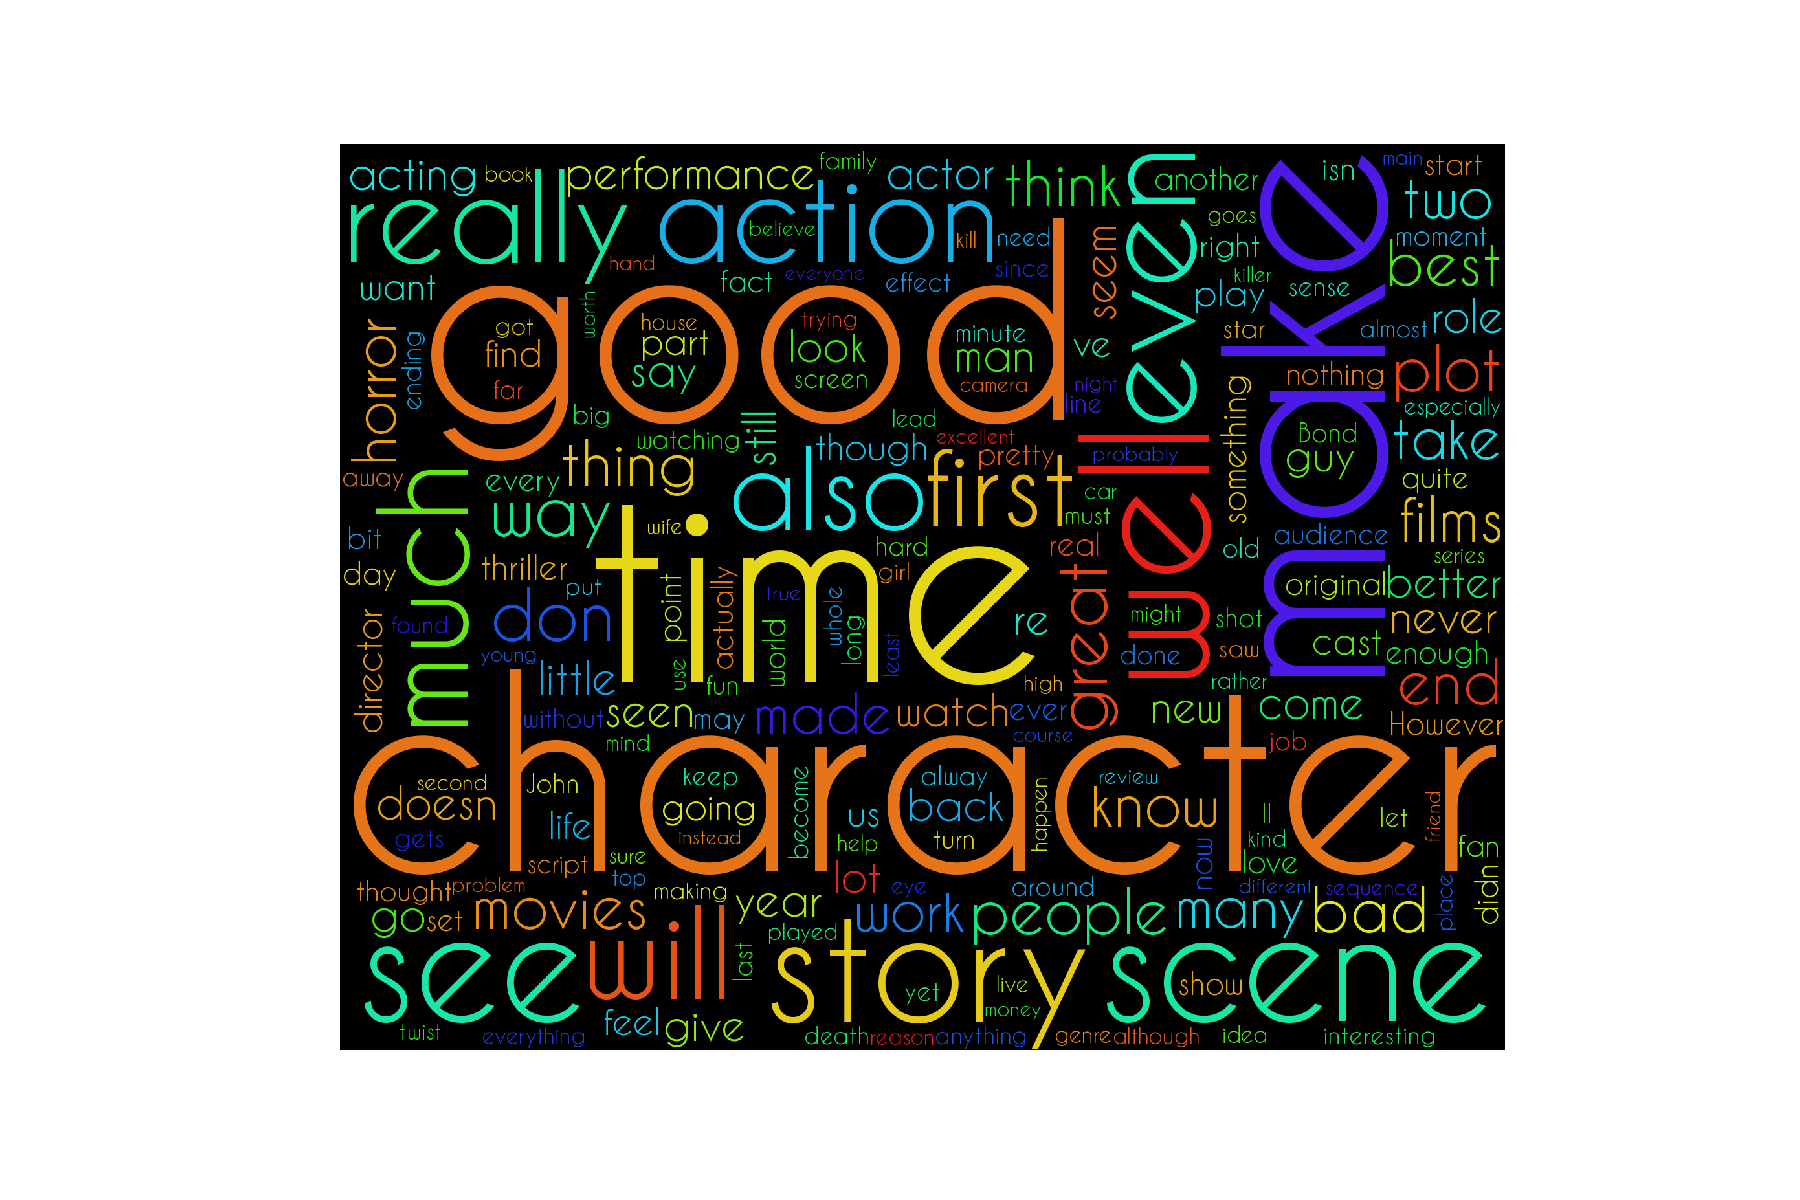 acting
book
performance
family
actor
think
another
isn
main
start
really
action
believe
kill
need
even
goes
right
make
two
moment
best
want
hand
fact
everyone
effect
since
seem
killer
play
sense
worth
horror
ending
good
got
find
far
house
part
say
trying
look
screen
minute
man
camera
ve
night
line
star
almost
role
nothing
plot
especially
big
lead
watching
still
though
excellent
pretty
well
probably
something
Bond
guy
take
quite
away
much
thing
every
way
also
first
car
must
audience
films
series
wife
time
hard
girl
real
old
bit
day
thriller
put
don
point
actually
true
world
whole
long
least
re
great
might
done
shot
saw
original
cast
better
never
enough
director
found
young
little
use
fun
high
rather
end
without
seen
may
made
watch
ever
course
new
come
However
mind
job
character
second
doesn
gets
John
life
script
keep
going
instead
become
us
help
alway
back
turn
happen
review
know
ll
kind
let
friend
fan
sure
top
love
now
thought
problem
making
lot
eye
around
different
sequence
place
didn
go
set
movies
year
played
work
people
many
bad
see
will
last
story
yet
live
money
scene
show
twist
everything
feel
give
death
reason
anything
genre
although
idea
interesting